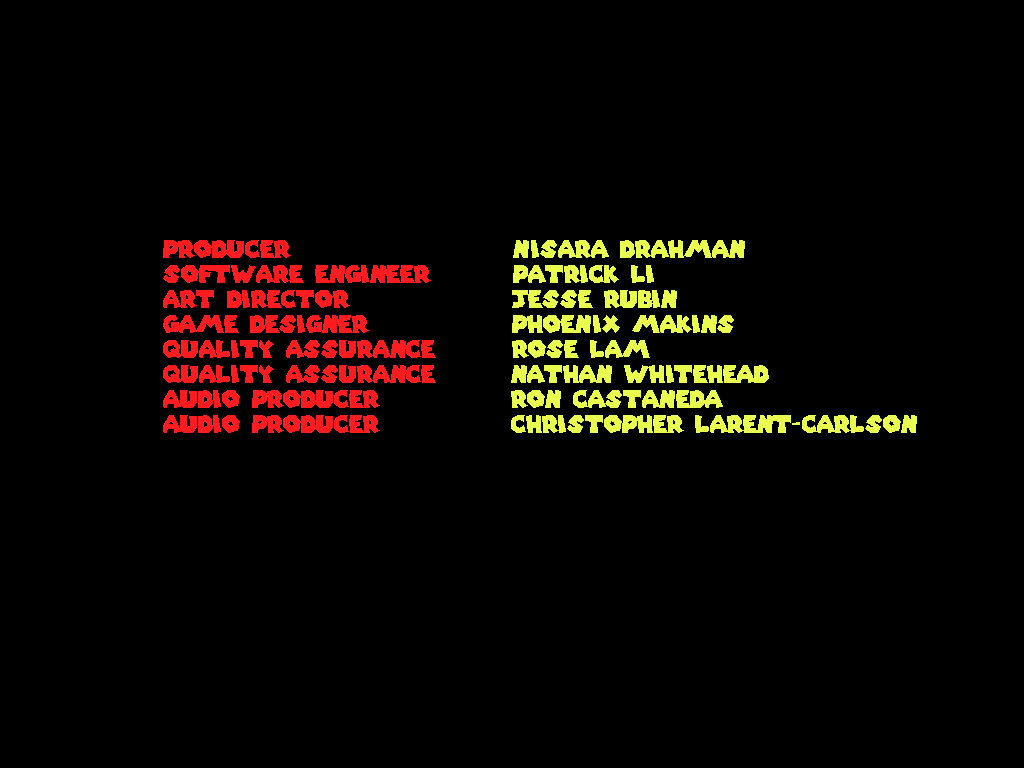 PRODUCER NISARA DRAHMAN
SOFTWARE ENGINEER PATRICK LI
ART DIRECTOR JESSE RUBIN
GAME DESIGNER PHOENIX MAKINS
QUALITY ASSURANCE ROSE LAM
QUALITY ASSURANCE NATHAN WHITEHEAD
AUDIO PRODUCER RON CASTANEDA
AUDIO PRODUCER CHRISTOPHER LARENT-CARLSON